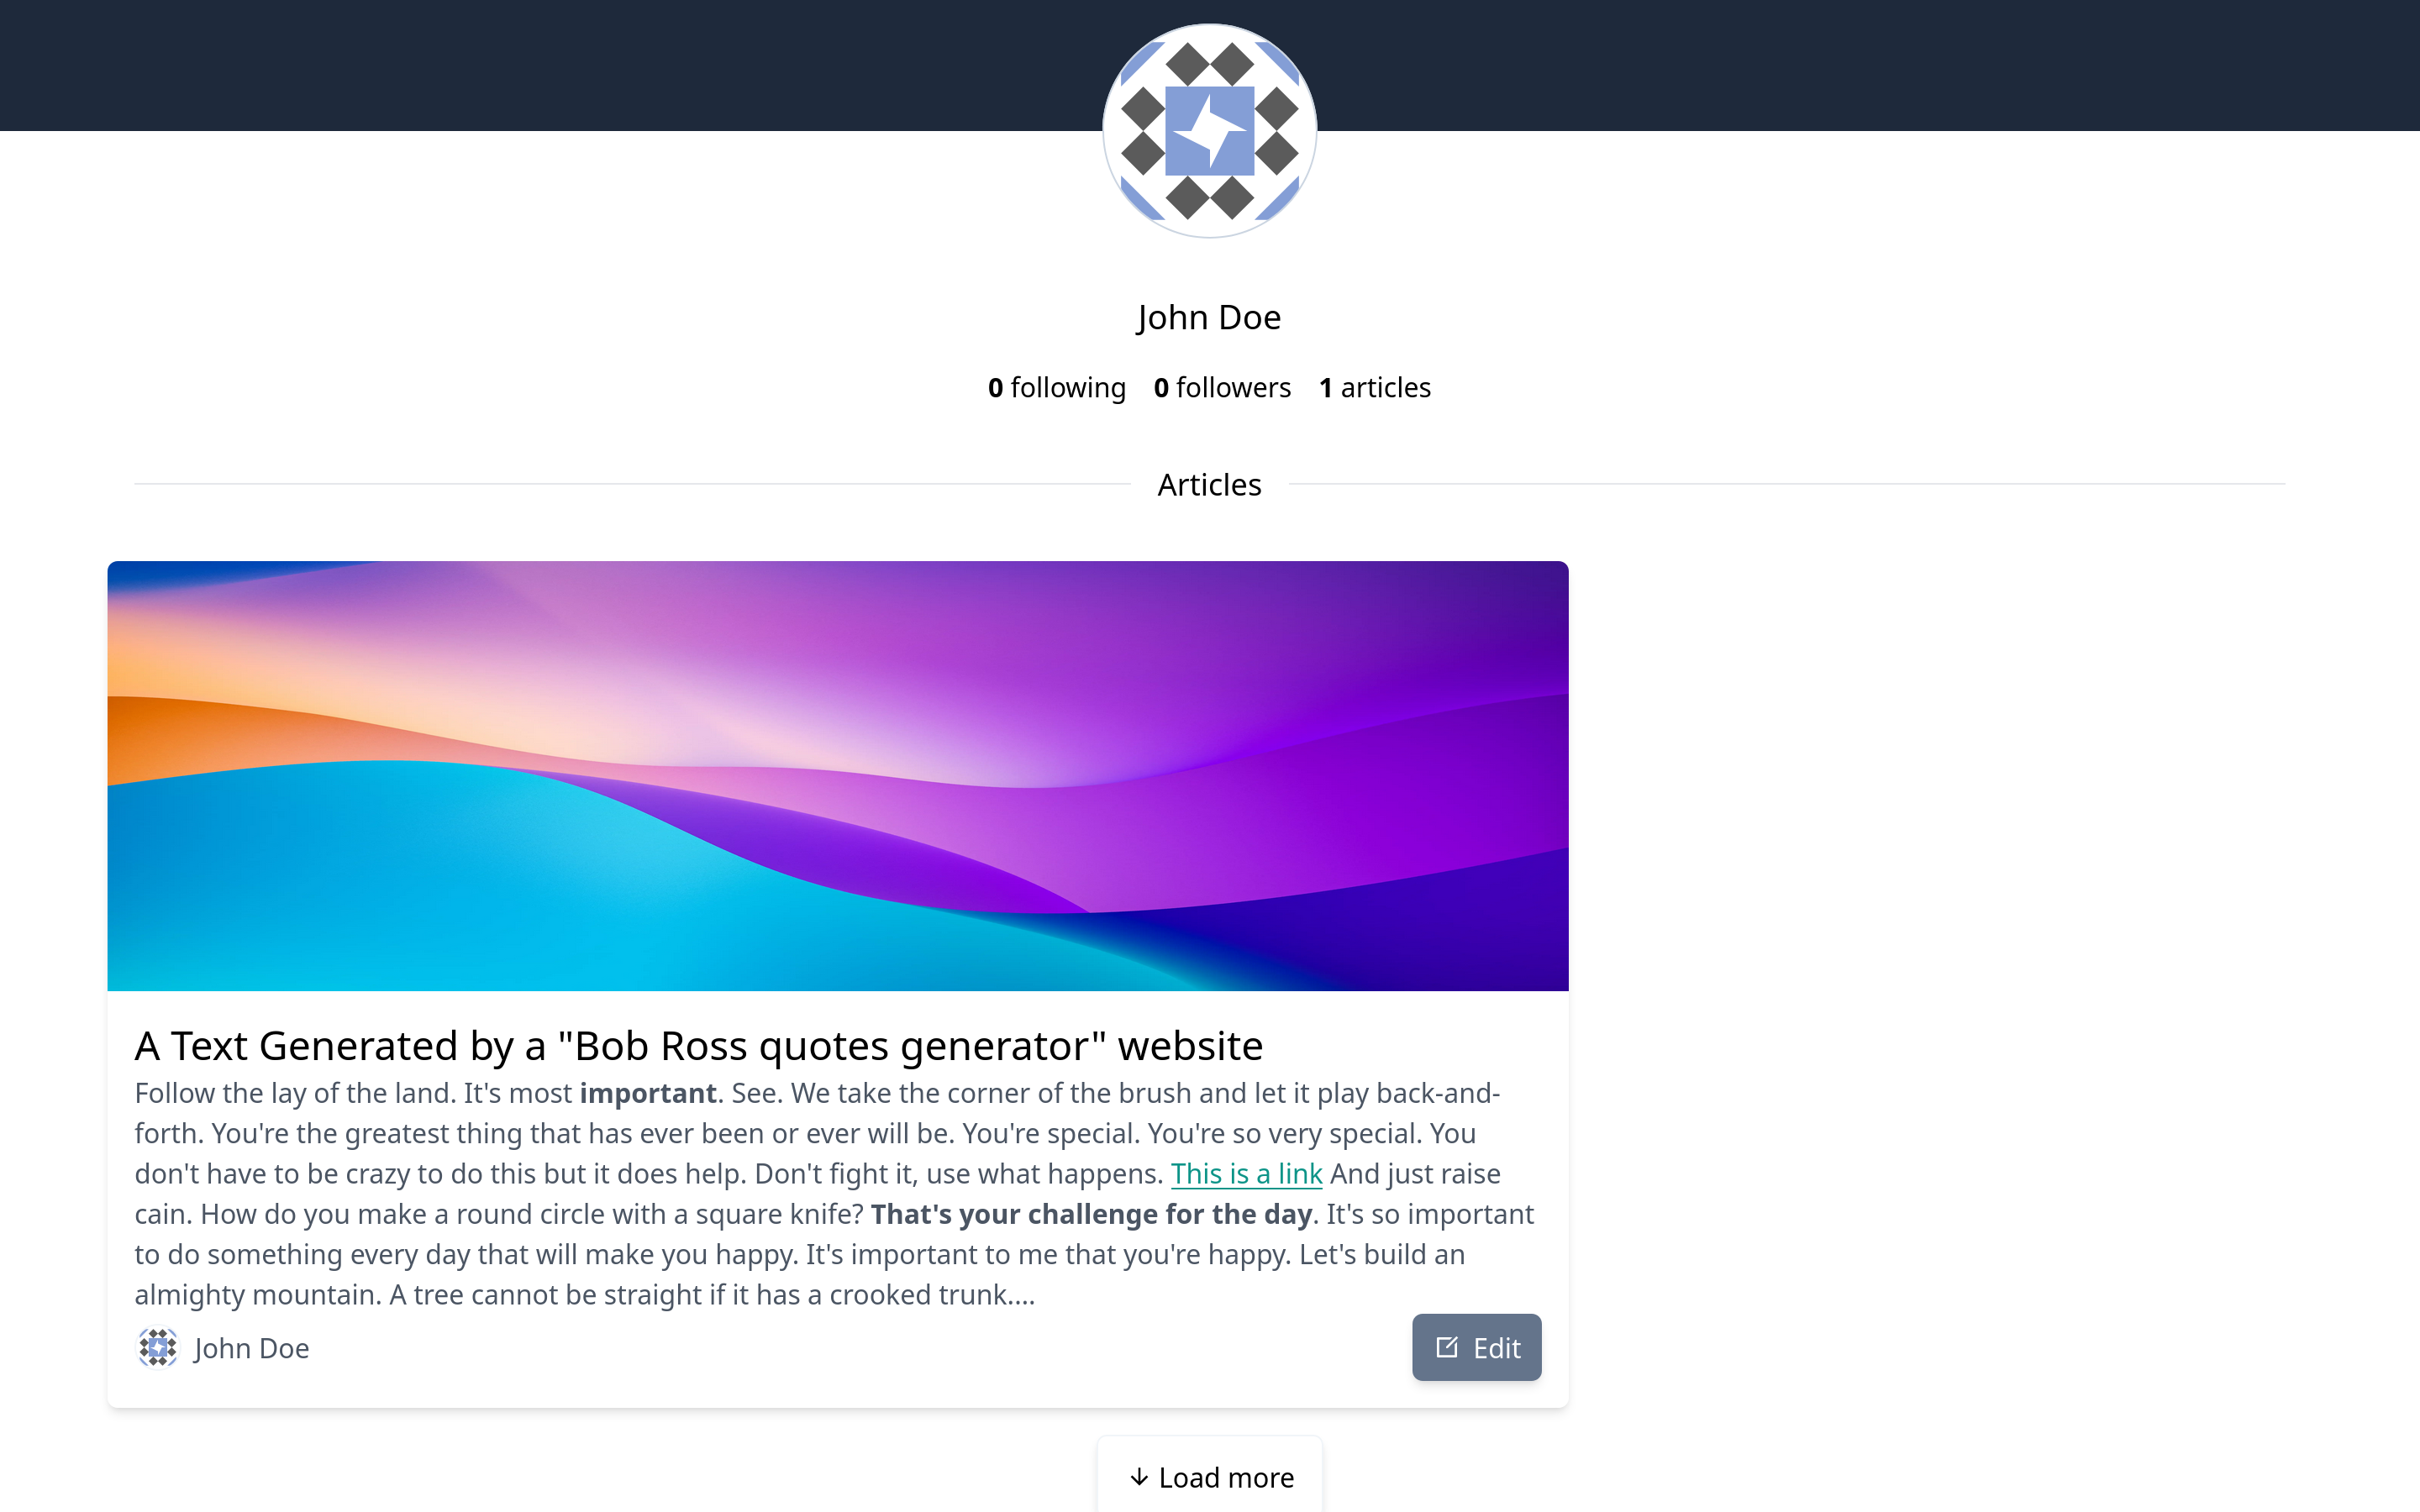 John Doe
0 following 0 followers 1 articles
Articles
A Text Generated by a "Bob Ross quotes generator" website
Follow the lay of the land. It's most important. See. We take the corner of the brush and let it play back-and-
forth. You're the greatest thing that has ever been or ever will be. You're special. You're so very special. You
don't have to be crazy to do this but it does help. Don't fight it, use what happens. This is a link And just raise
cain. How do you make a round circle with a square knife? That's your challenge for the day. It's so important
to do something every day that will make you happy. It's important to me that you're happy. Let's build an
almighty mountain. A tree cannot be straight if it has a crooked trunk....
John Doe
Edit
Load more